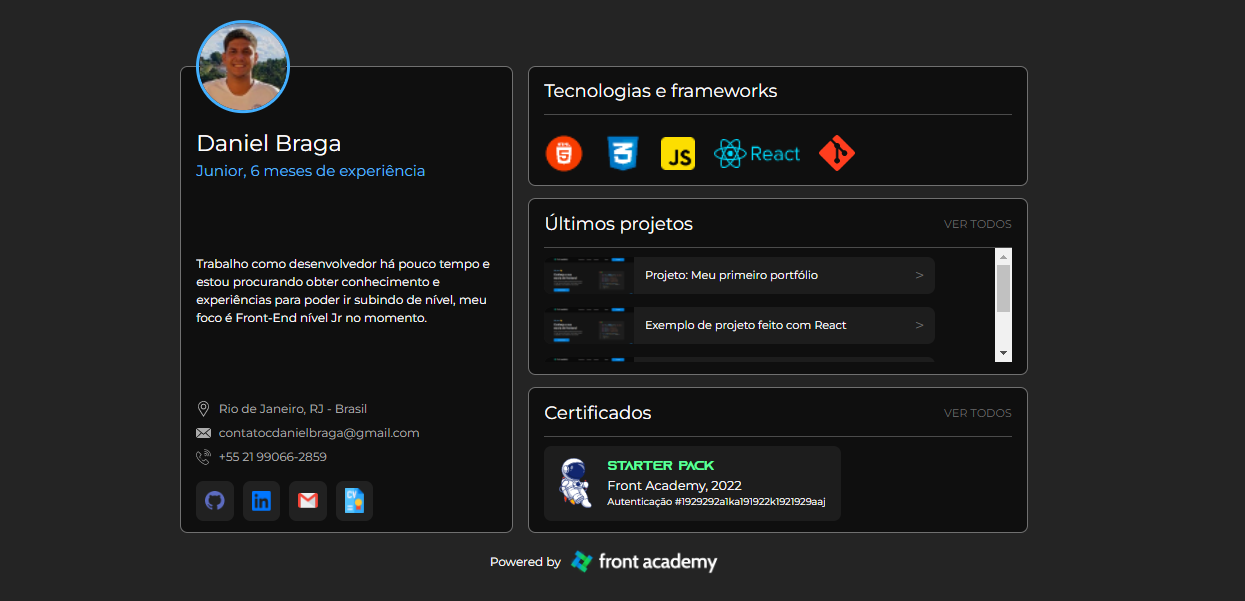 Daniel Braga
Junior, 6 meses de experiência
Trabalho como desenvolvedor há pouco tempo e
estou procurando obter conhecimento e
experiências para poder ir subindo de nível, meu
foco é Front-End nível Jr no momento.
Rio de Janeiro, RJ - Brasil
contatocdanielbraga@gmail.com
+55 21 99066-2859
CV
Tecnologias e frameworks
HTML
5
3
JS
React
Últimos projetos
VER TODOS
Projeto: Meu primeiro portfólio >
Exemplo de projeto feito com React >
Certificados
VER TODOS
STARTER PACK
Front Academy, 2022
Autenticação #1929292a1ka191922k1921929aaj
Powered by front academy